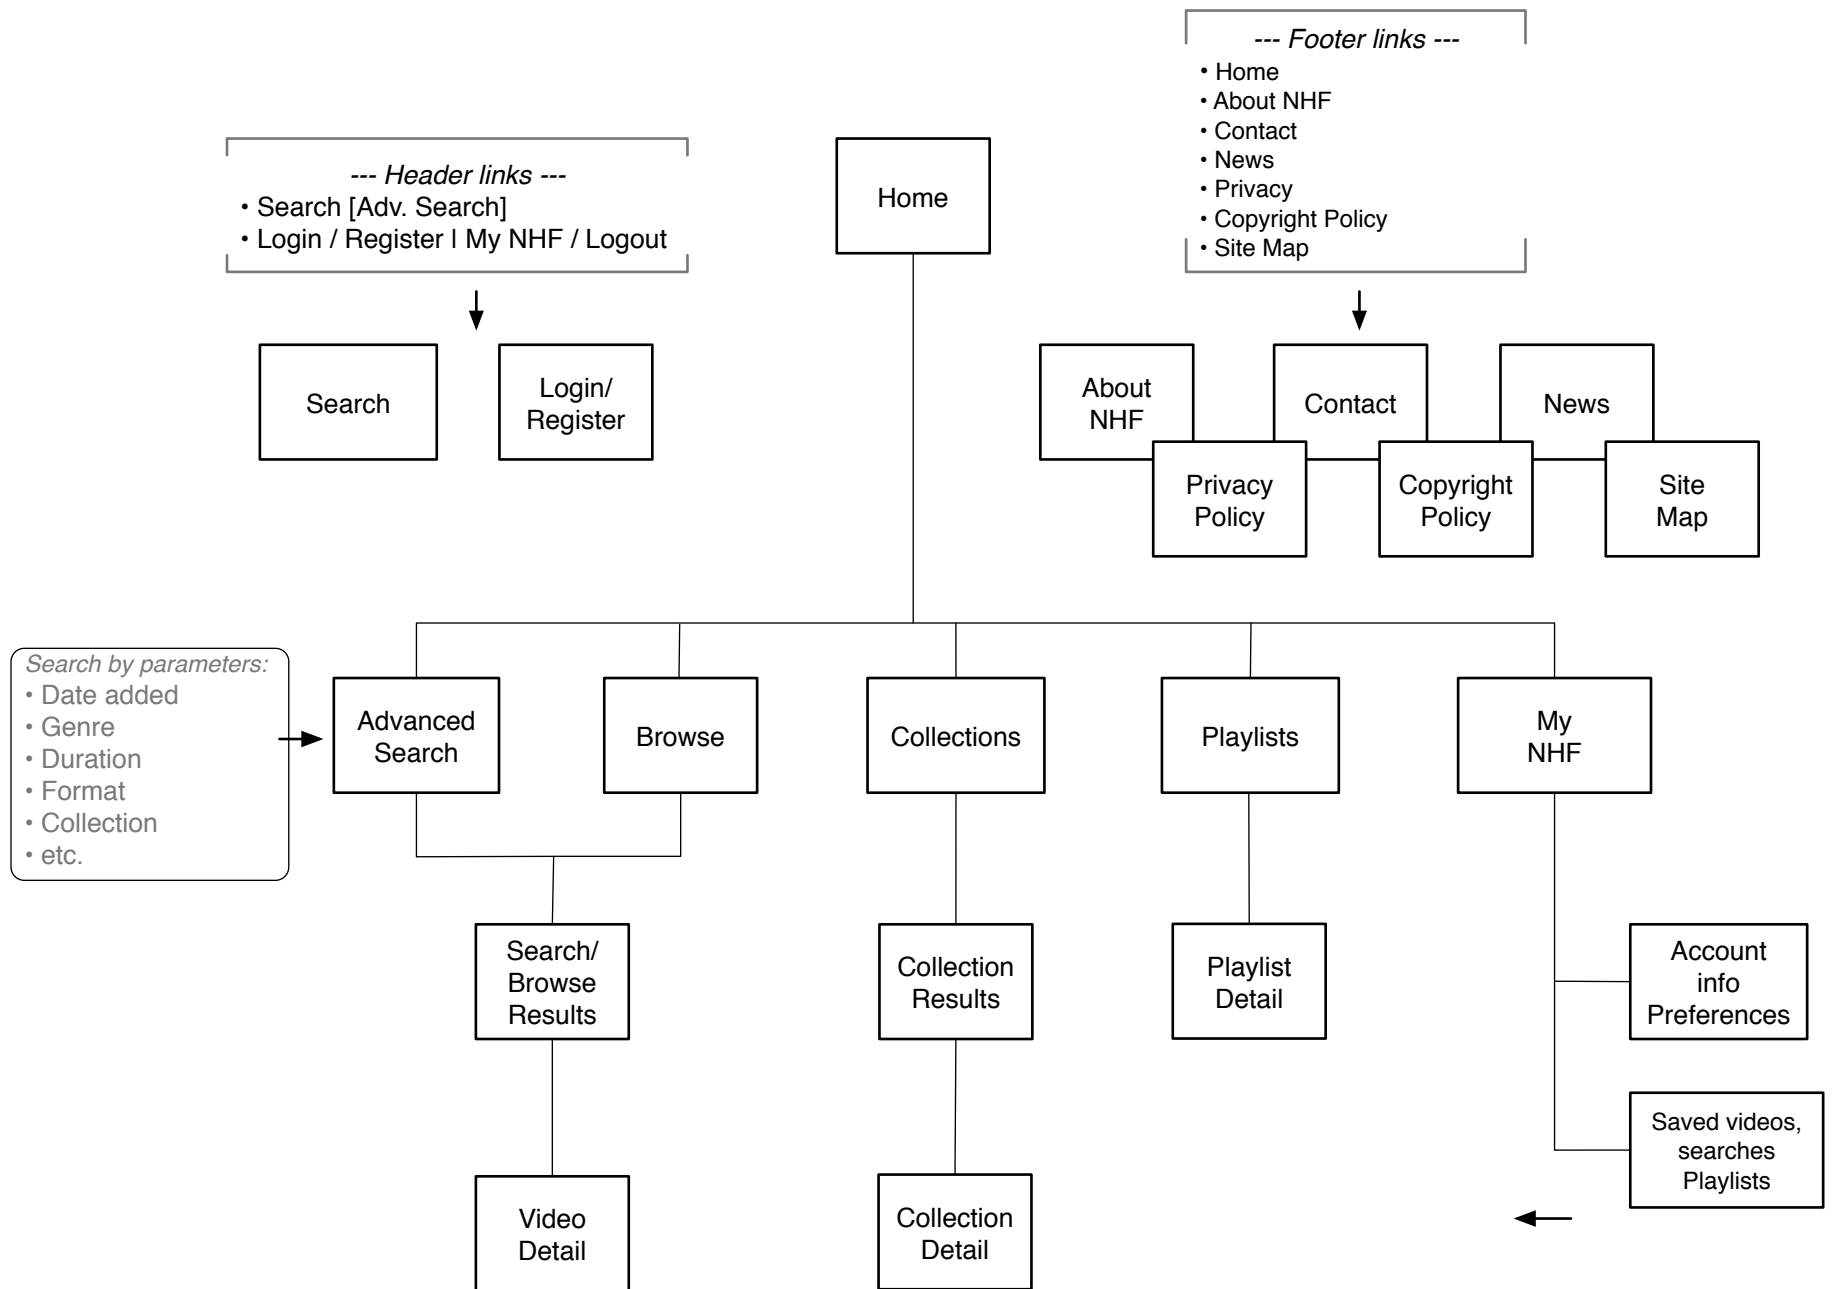 --- Footer links ---
• Home
• About NHF
• Contact
• News
• Privacy
• Copyright Policy
• Site Map
--- Header links ---
• Search [Adv. Search]
• Login / Register | My NHF / Logout
Home
Search
Login/
Register
About
NHF
Contact
News
Privacy
Policy
Copyright
Policy
Site
Map
Search by parameters:
• Date added
• Genre
• Duration
• Format
• Collection
• etc.
Advanced
Search
Browse
Collections
Playlists
My
NHF
Search/
Browse
Results
Collection
Results
Playlist
Detail
Account
info
Preferences
Saved videos,
searches
Playlists
Video
Detail
Collection
Detail